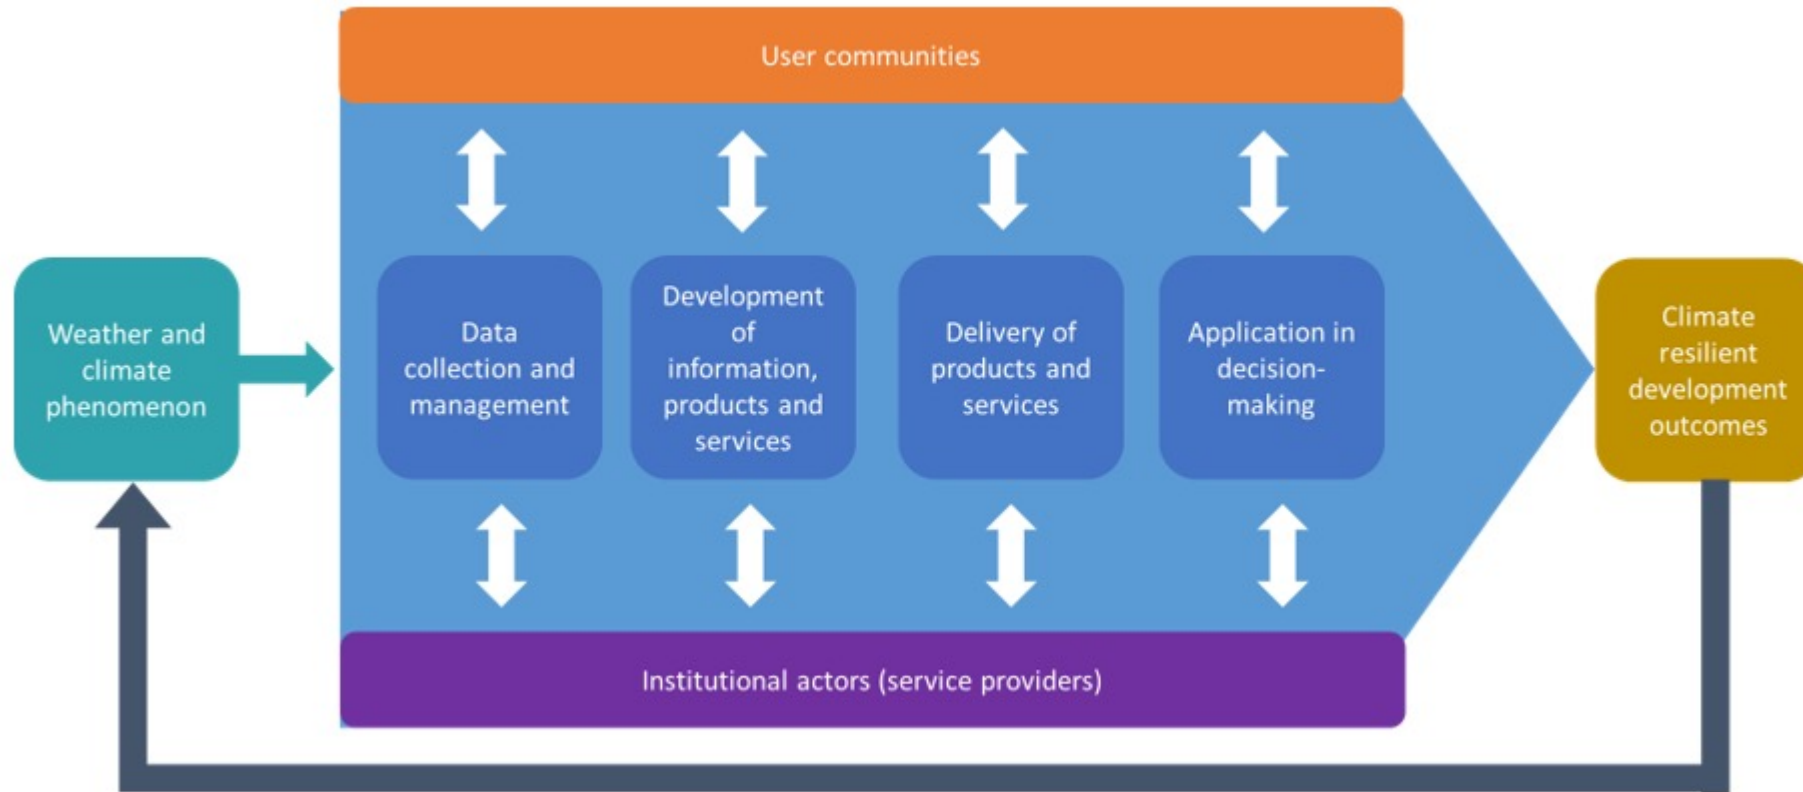 User communities
Weather and
climate
phenomenon
Data
collection and
management
Development
of
information,
products and
services
Delivery of
products and
services
Application in
decision-
making
Climate
resilient
development
outcomes
Institutional actors (service providers)